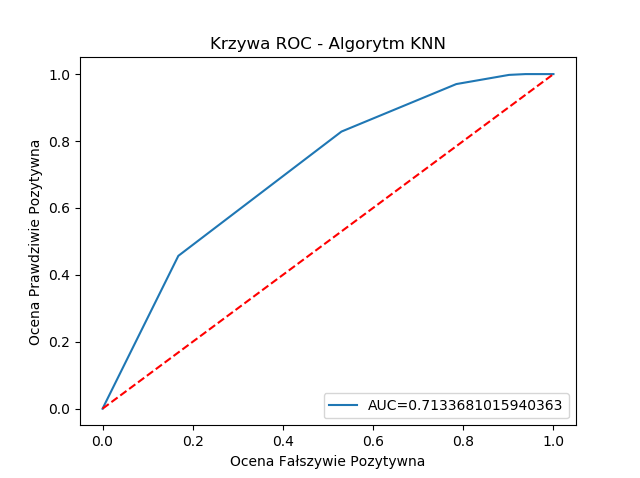 Krzywa ROC - Algorytm KNN
Ocena Prawdziwie Pozytywna
1.0
0.8
0.6
0.4
0.2
0.0
AUC=0.7133681015940363
0.0 0.2 0.4 0.6 0.8 1.0
Ocena Fałszywie Pozytywna